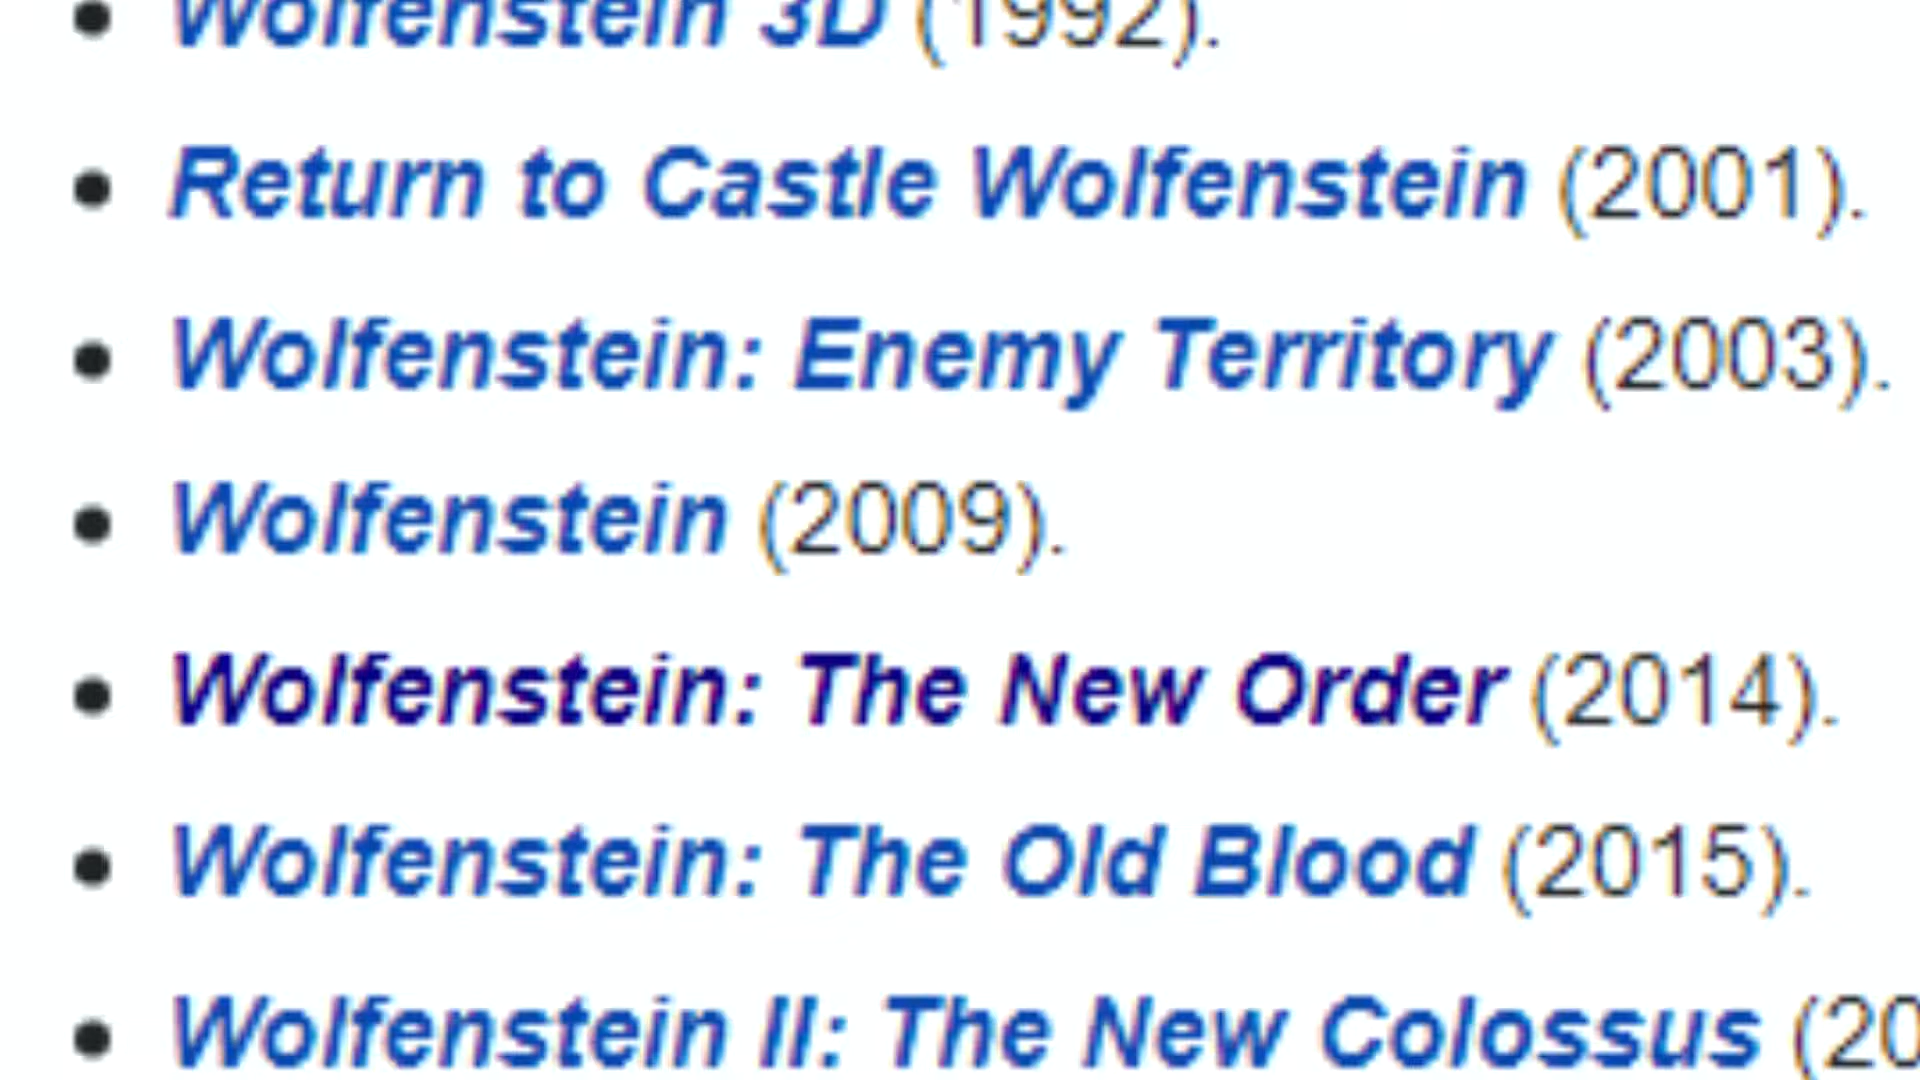 Wolfenstein 3D (1992).
Return to Castle Wolfenstein (2001).
Wolfenstein: Enemy Territory (2003).
Wolfenstein (2009).
Wolfenstein: The New Order (2014).
Wolfenstein: The Old Blood (2015).
Wolfenstein II: The New Colossus (20